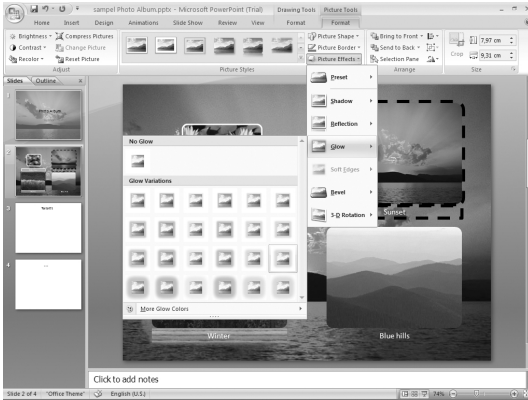 sampel Photo Album.pptx - Microsoft PowerPoint (Trial)
Drawing Tools
Picture Tools
Home
Insert
Design
Animations
Slide Show
Review
View
Format
Format
Brightness
Compress Pictures
Contrast
Change Picture
Recolor
Reset Picture
Adjust
Picture Styles
Picture Shape
Picture Border
Picture Effects
Bring to Front
Send to Back
Selection Pane
Arrange
Crop
7,97 cm
9,31 cm
Size
Slides
Outline
x
1
2
3
4
Preset
Shadow
Reflection
Glow
Soft Edges
Bevel
3-D Rotation
No Glow
Glow Variations
More Glow Colors
Sunset
Winter
Blue hills
Click to add notes
Slide 2 of 4
"Office Theme"
English (U.S.)
74%